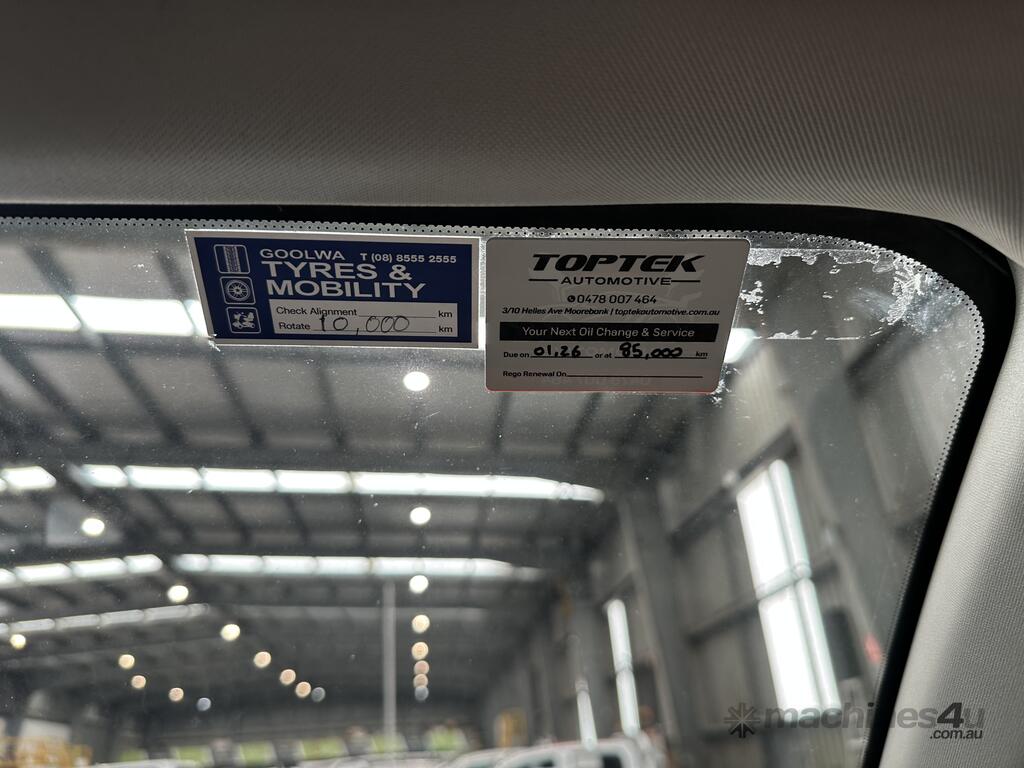 GOOLWA T (08) 8555 2555
TYRES &
MOBILITY
Check Alignment km
Rotate 10,000 km
TOPTEK
AUTOMOTIVE
0478 007 464
3/10 Helles Ave Moorebank | toptekautomotive.com.au
Your Next Oil Change & Service
Due on 01,26 or at 85,000 km
Rego Renewal On
machines4u
.com.au